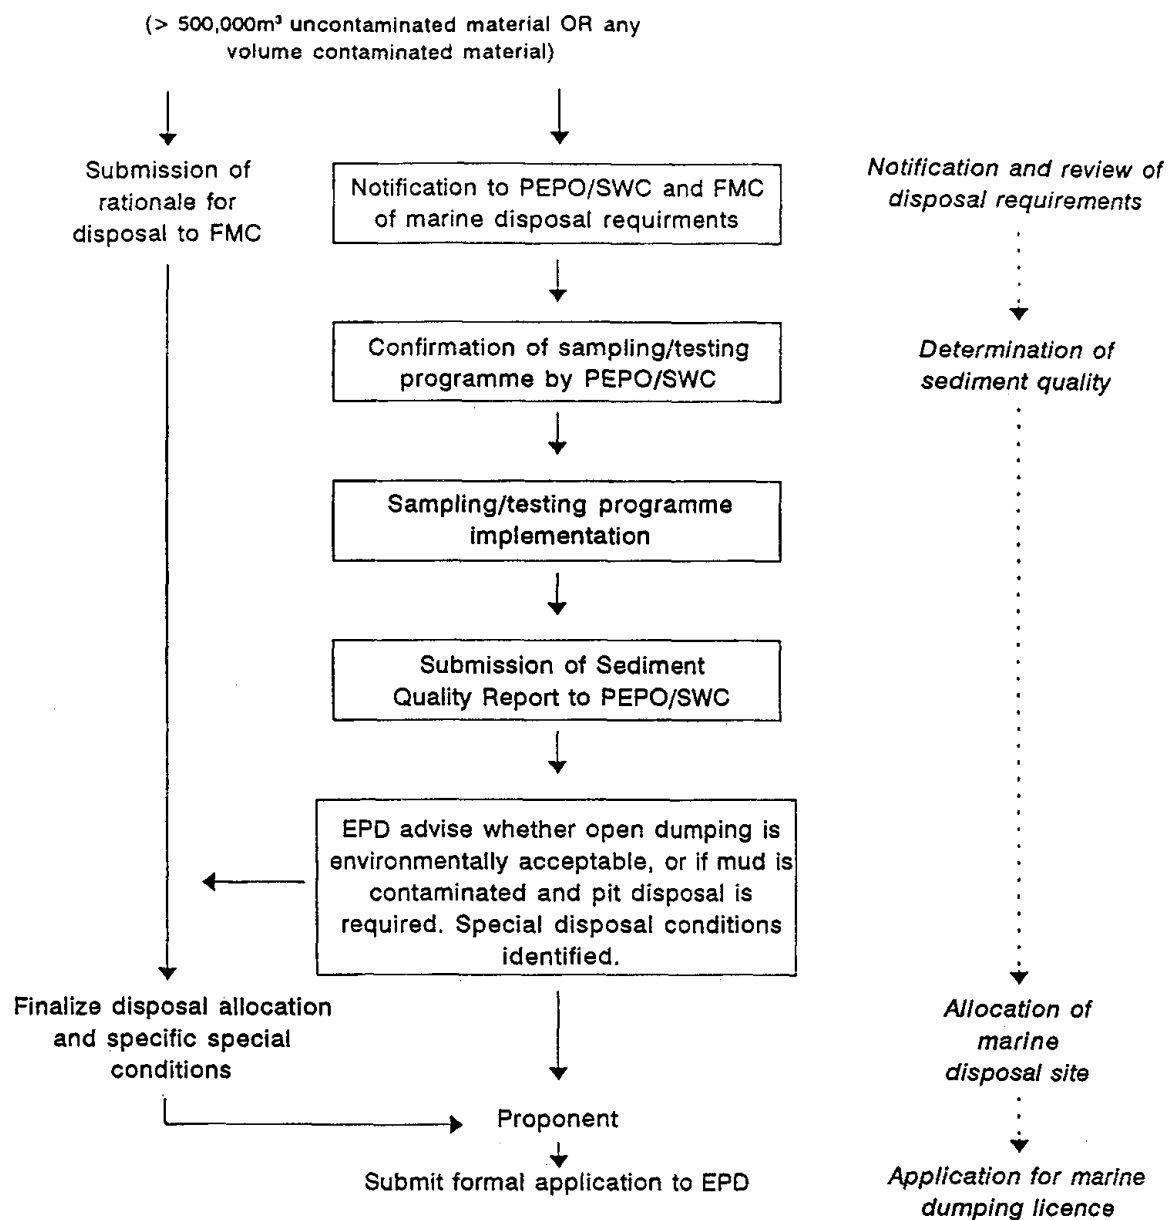 (> 500,000m³ uncontaminated material OR any
volume contaminated material)
Submission of
rationale for
disposal to FMC
Notification to PEPO/SWC and FMC
of marine disposal requirments
Notification and review of
disposal requirements
Confirmation of sampling/testing
programme by PEPO/SWC
Determination of
sediment quality
Sampling/testing programme
implementation
Submission of Sediment
Quality Report to PEPO/SWC
EPD advise whether open dumping is
environmentally acceptable, or if mud is
contaminated and pit disposal is
required. Special disposal conditions
identified.
Finalize disposal allocation
and specific special
conditions
Allocation of
marine
disposal site
Proponent
Submit formal application to EPD
Application for marine
dumping licence